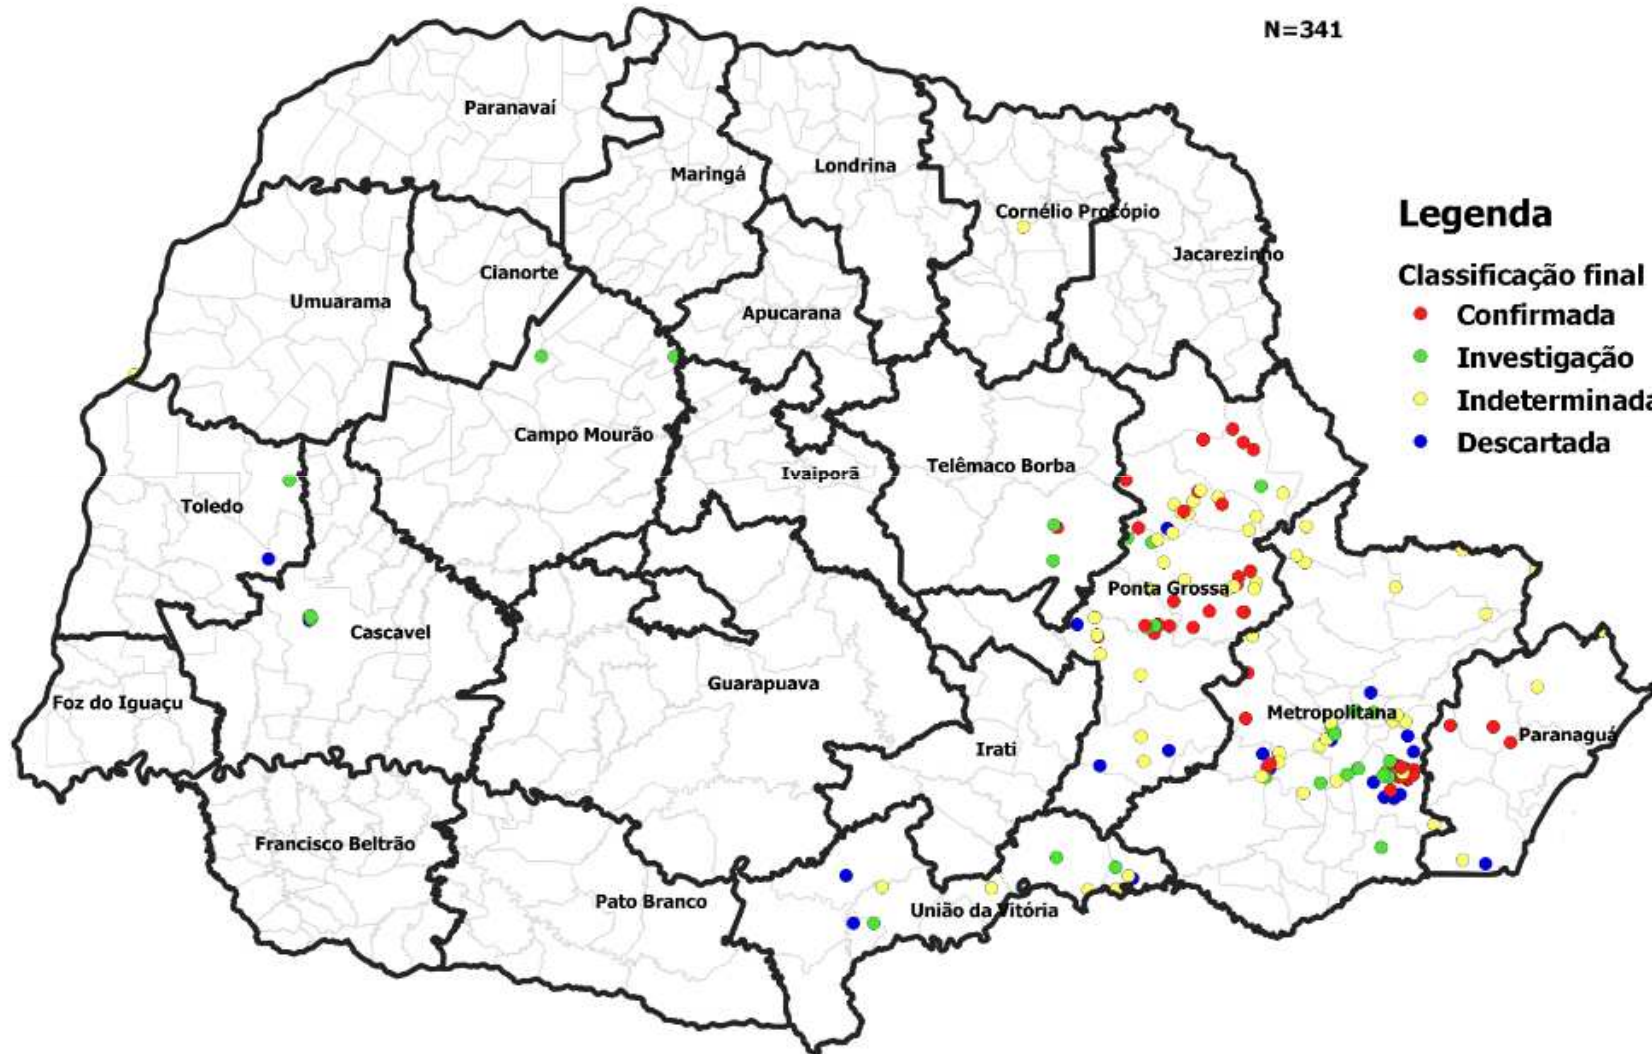 N=341
Paranavaí
Maringá
Londrina
Cornélio Procópio
Jacarezinho
Umuarama
Cianorte
Apucarana
Campo Mourão
Ivaiporã
Telêmaco Borba
Toledo
Cascavel
Ponta Grossa
Foz do Iguaçu
Guarapuava
Irati
Metropolitana
Paranaguá
Francisco Beltrão
Pato Branco
União da Vitória
Legenda
Classificação final
Confirmada
Investigação
Indeterminada
Descartada